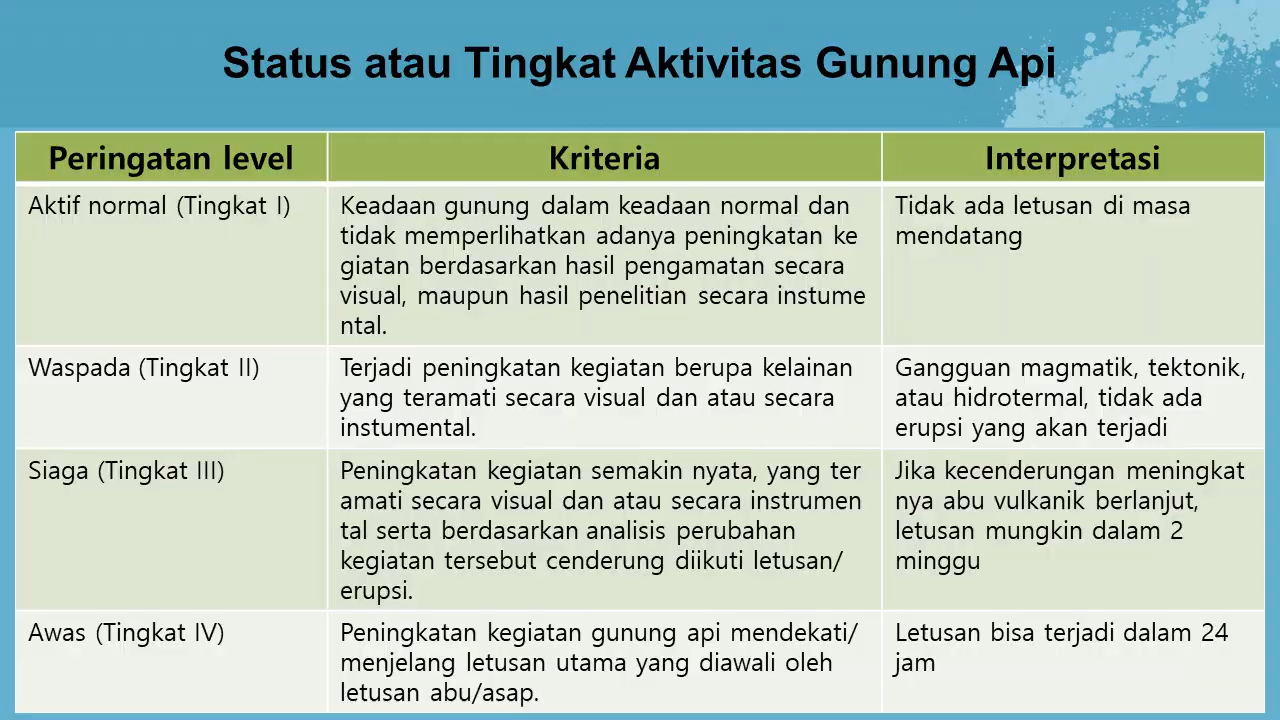 Status atau Tingkat Aktivitas Gunung Api
Peringatan level
Kriteria
Interpretasi
Aktif normal (Tingkat I)
Keadaan gunung dalam keadaan normal dan
tidak memperlihatkan adanya peningkatan ke
giatan berdasarkan hasil pengamatan secara
visual, maupun hasil penelitian secara instume
ntal.
Tidak ada letusan di masa
mendatang
Waspada (Tingkat II)
Terjadi peningkatan kegiatan berupa kelainan
yang teramati secara visual dan atau secara
instumental.
Gangguan magmatik, tektonik,
atau hidrotermal, tidak ada
erupsi yang akan terjadi
Siaga (Tingkat III)
Peningkatan kegiatan semakin nyata, yang ter
amati secara visual dan atau secara instrumen
tal serta berdasarkan analisis perubahan
kegiatan tersebut cenderung diikuti letusan/
erupsi.
Jika kecenderungan meningkat
nya abu vulkanik berlanjut,
letusan mungkin dalam 2
minggu
Awas (Tingkat IV)
Peningkatan kegiatan gunung api mendekati/
menjelang letusan utama yang diawali oleh
letusan abu/asap.
Letusan bisa terjadi dalam 24
jam